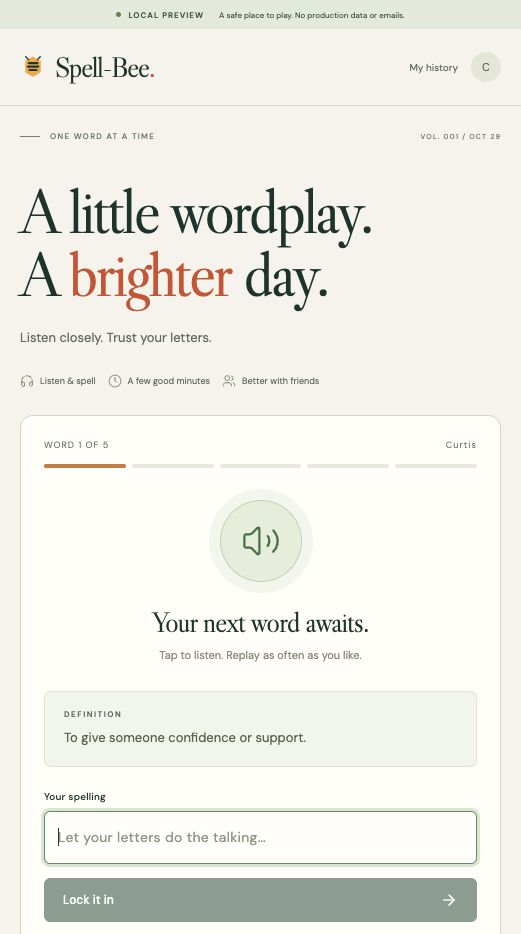 LOCAL PREVIEW A safe place to play. No production data or emails.
Spell-Bee.
My history C
ONE WORD AT A TIME VOL. 001 / OCT 29
A little wordplay.
A brighter day.
Listen closely. Trust your letters.
Listen & spell A few good minutes Better with friends
WORD 1 OF 5 Curtis
Your next word awaits.
Tap to listen. Replay as often as you like.
DEFINITION
To give someone confidence or support.
Your spelling
Let your letters do the talking...
Lock it in